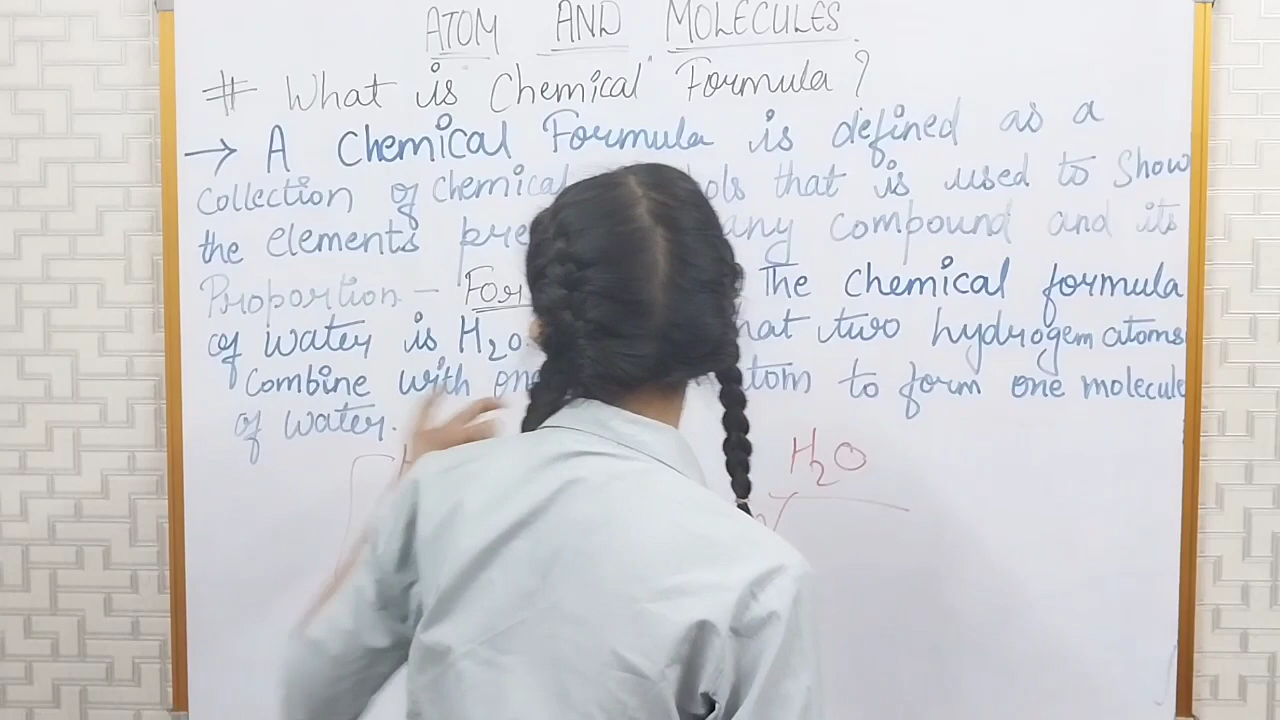 ATOM AND MOLECULES
# What is Chemical Formula?
→ A Chemical Formula is defined as a
Collection of Chemical that is used to Show
the elements any compound and its
Proportion - The chemical formula
of water is H₂O two hydrogem atoms
Combine with to form one molecule
of water.
H₂O